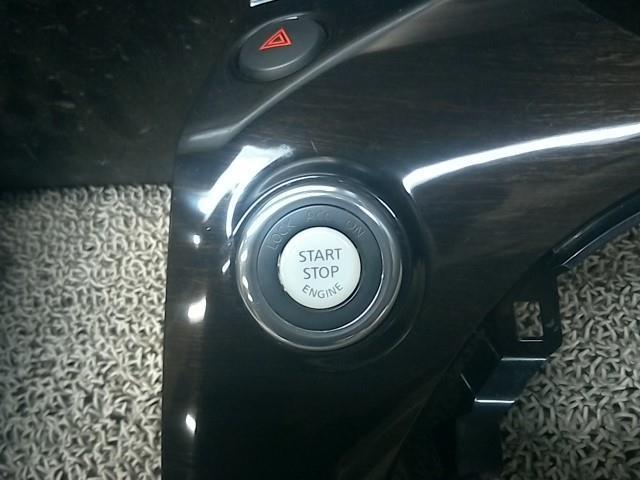 LOCK ACC ON
START
STOP
ENGINE